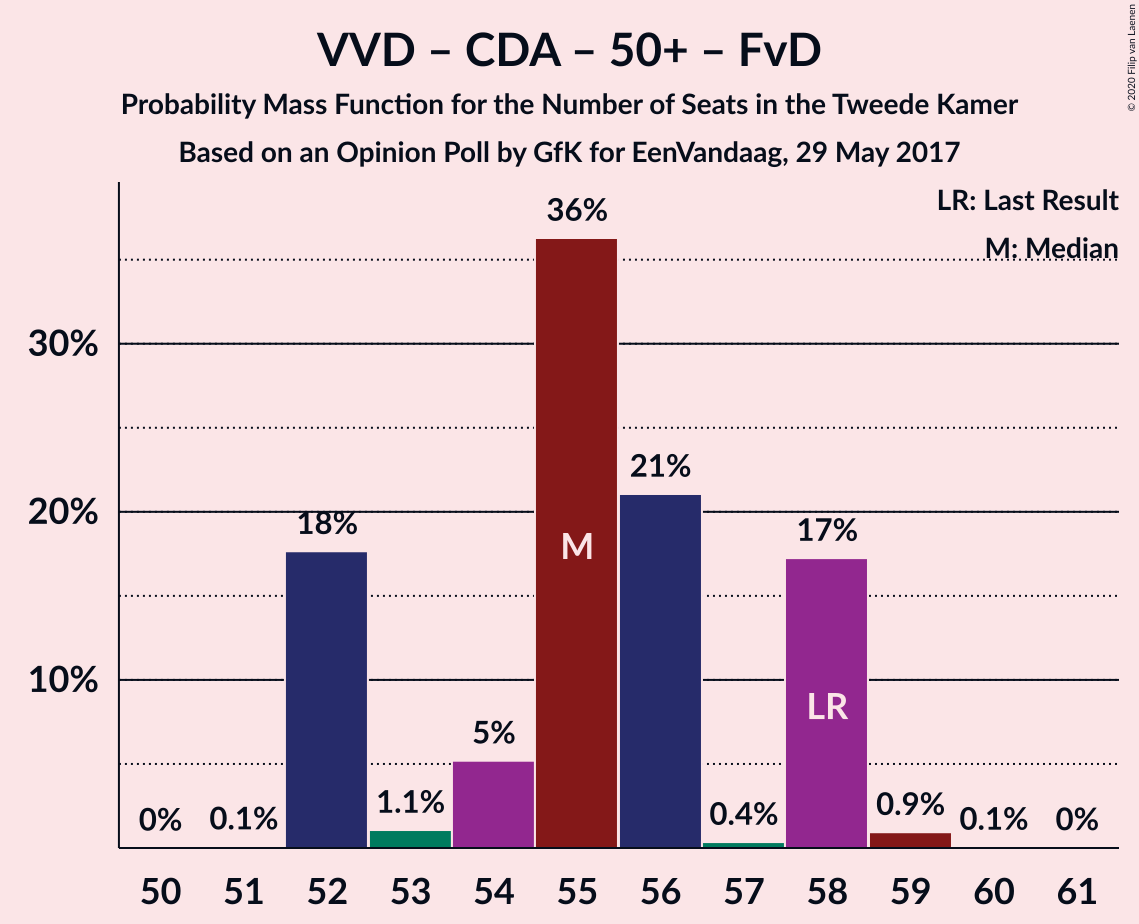 VVD – CDA – 50+ – FvD
Probability Mass Function for the Number of Seats in the Tweede Kamer
Based on an Opinion Poll by GfK for EenVandaag, 29 May 2017
© 2020 Filip van Laenen
LR: Last Result
M: Median
36%
30%
21%
20%
18%
17%
M
10%
LR
5%
0%
0.1%
1.1%
0.4%
0.9%
0.1%
0%
50 51 52 53 54 55 56 57 58 59 60 61